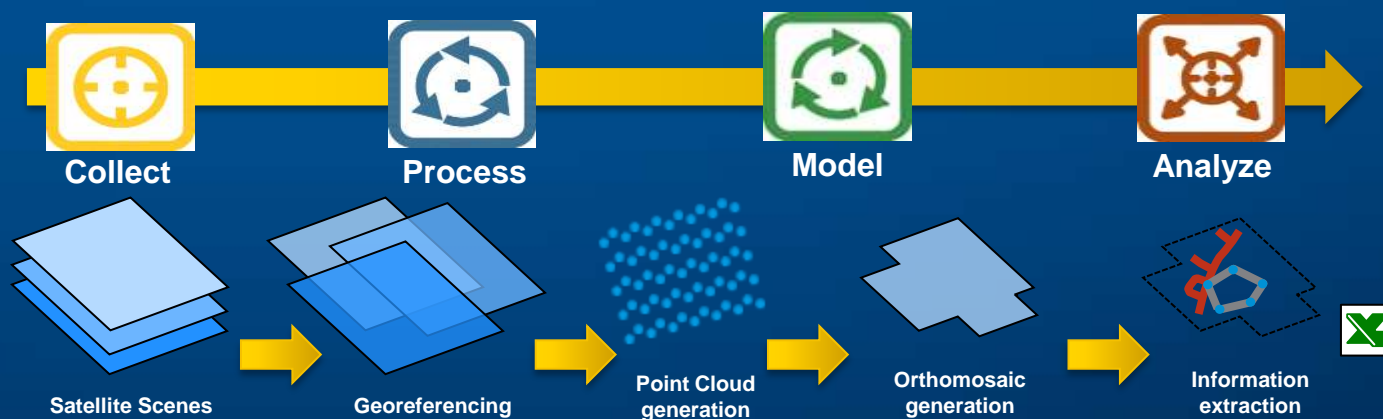 Collect
Process
Model
Analyze
Satellite Scenes
Georeferencing
Point Cloud
generation
Orthomosaic
generation
Information
extraction